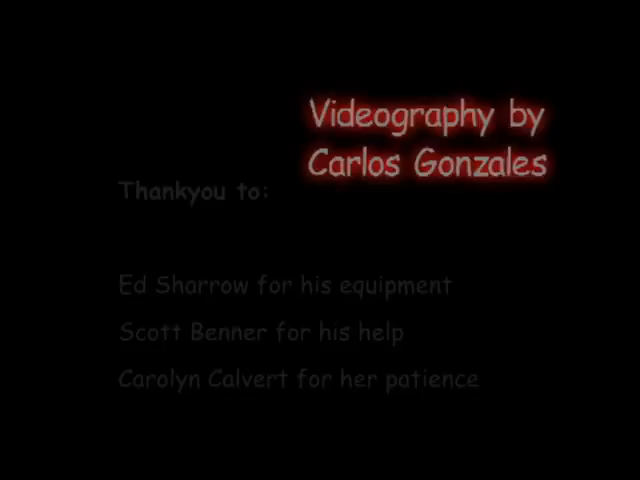 Videography by
Carlos Gonzales
Thankyou to:
Ed Sharrow for his equipment
Scott Benner for his help
Carolyn Calvert for her patience